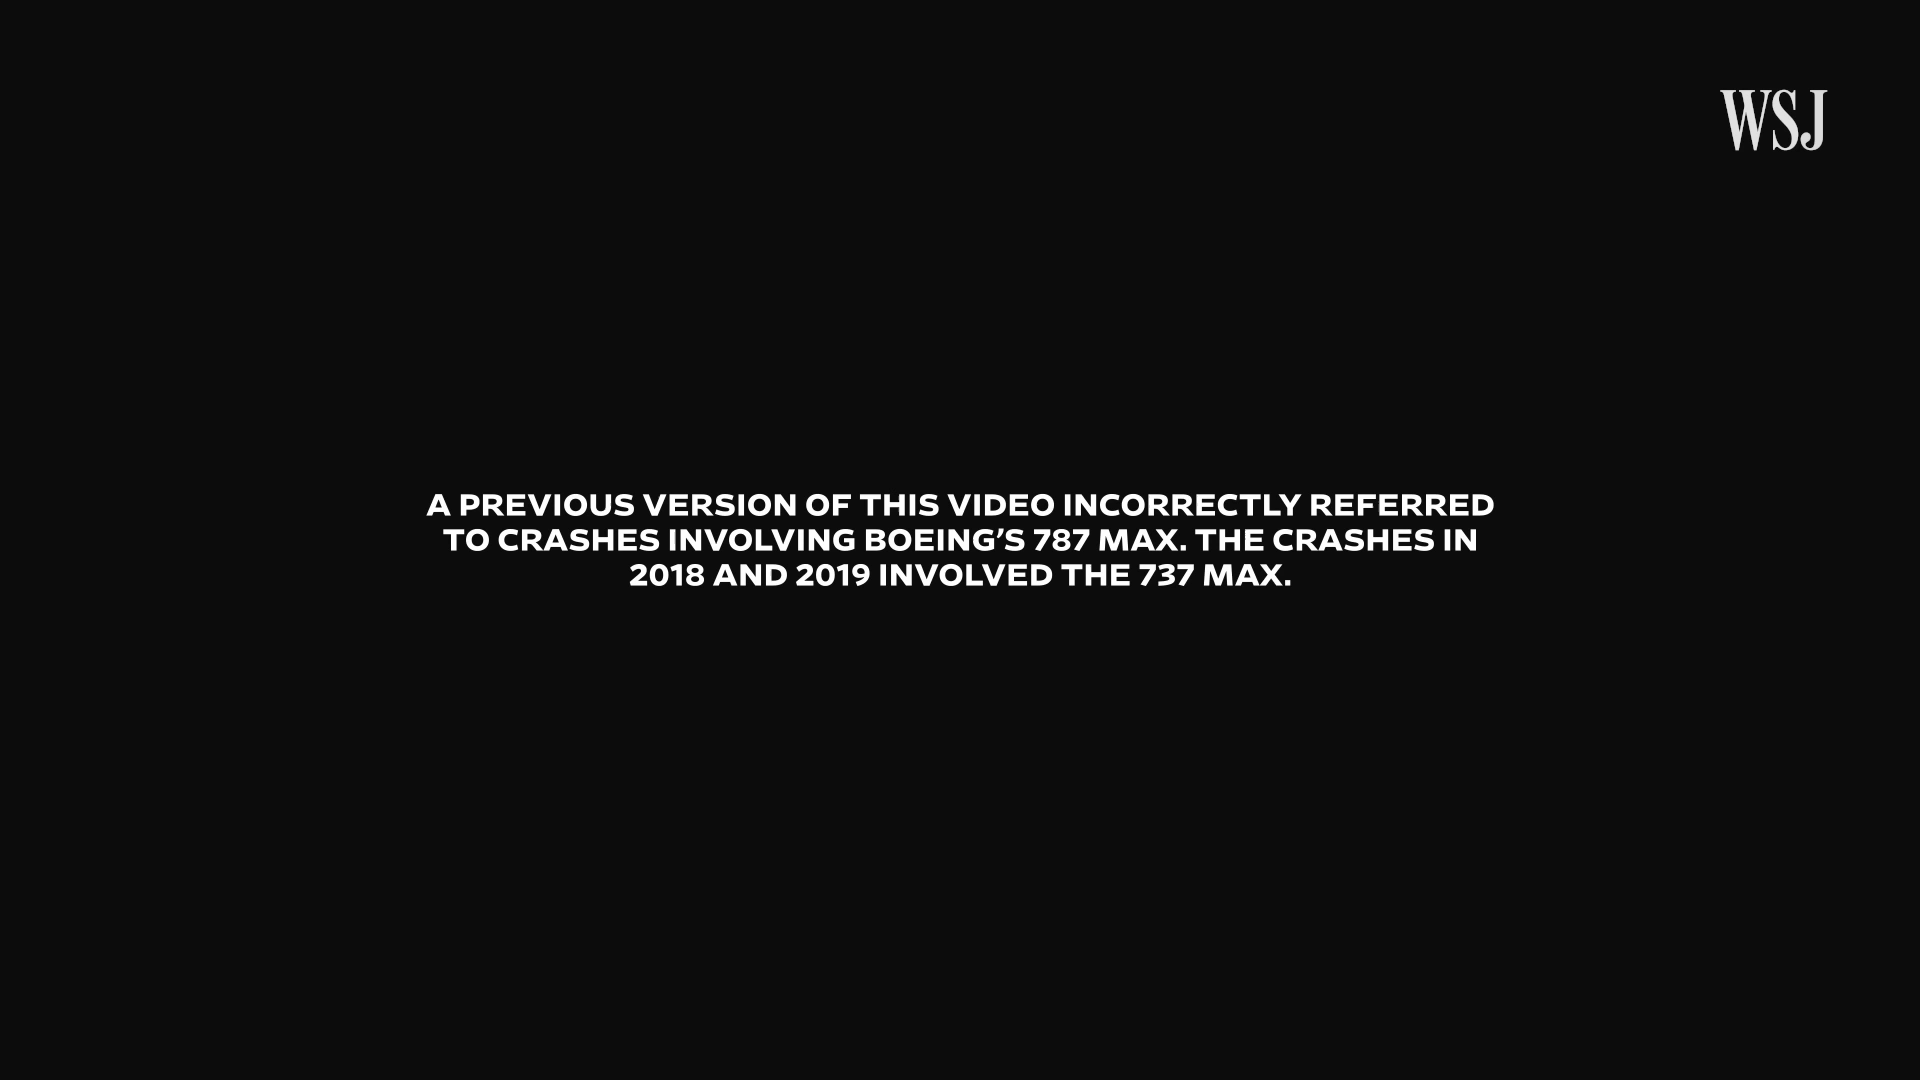 WSJ
A PREVIOUS VERSION OF THIS VIDEO INCORRECTLY REFERRED
TO CRASHES INVOLVING BOEING’S 787 MAX. THE CRASHES IN
2018 AND 2019 INVOLVED THE 737 MAX.